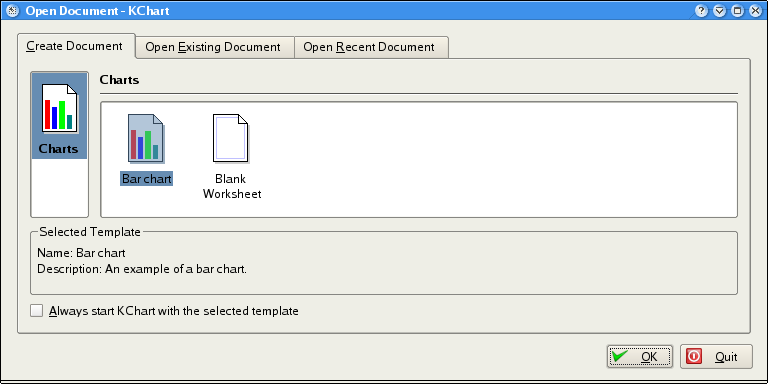 Open Document - KChart
Create Document
Open Existing Document
Open Recent Document
Charts
Charts
Bar chart
Blank
Worksheet
Selected Template
Name: Bar chart
Description: An example of a bar chart.
Always start KChart with the selected template
OK
Quit